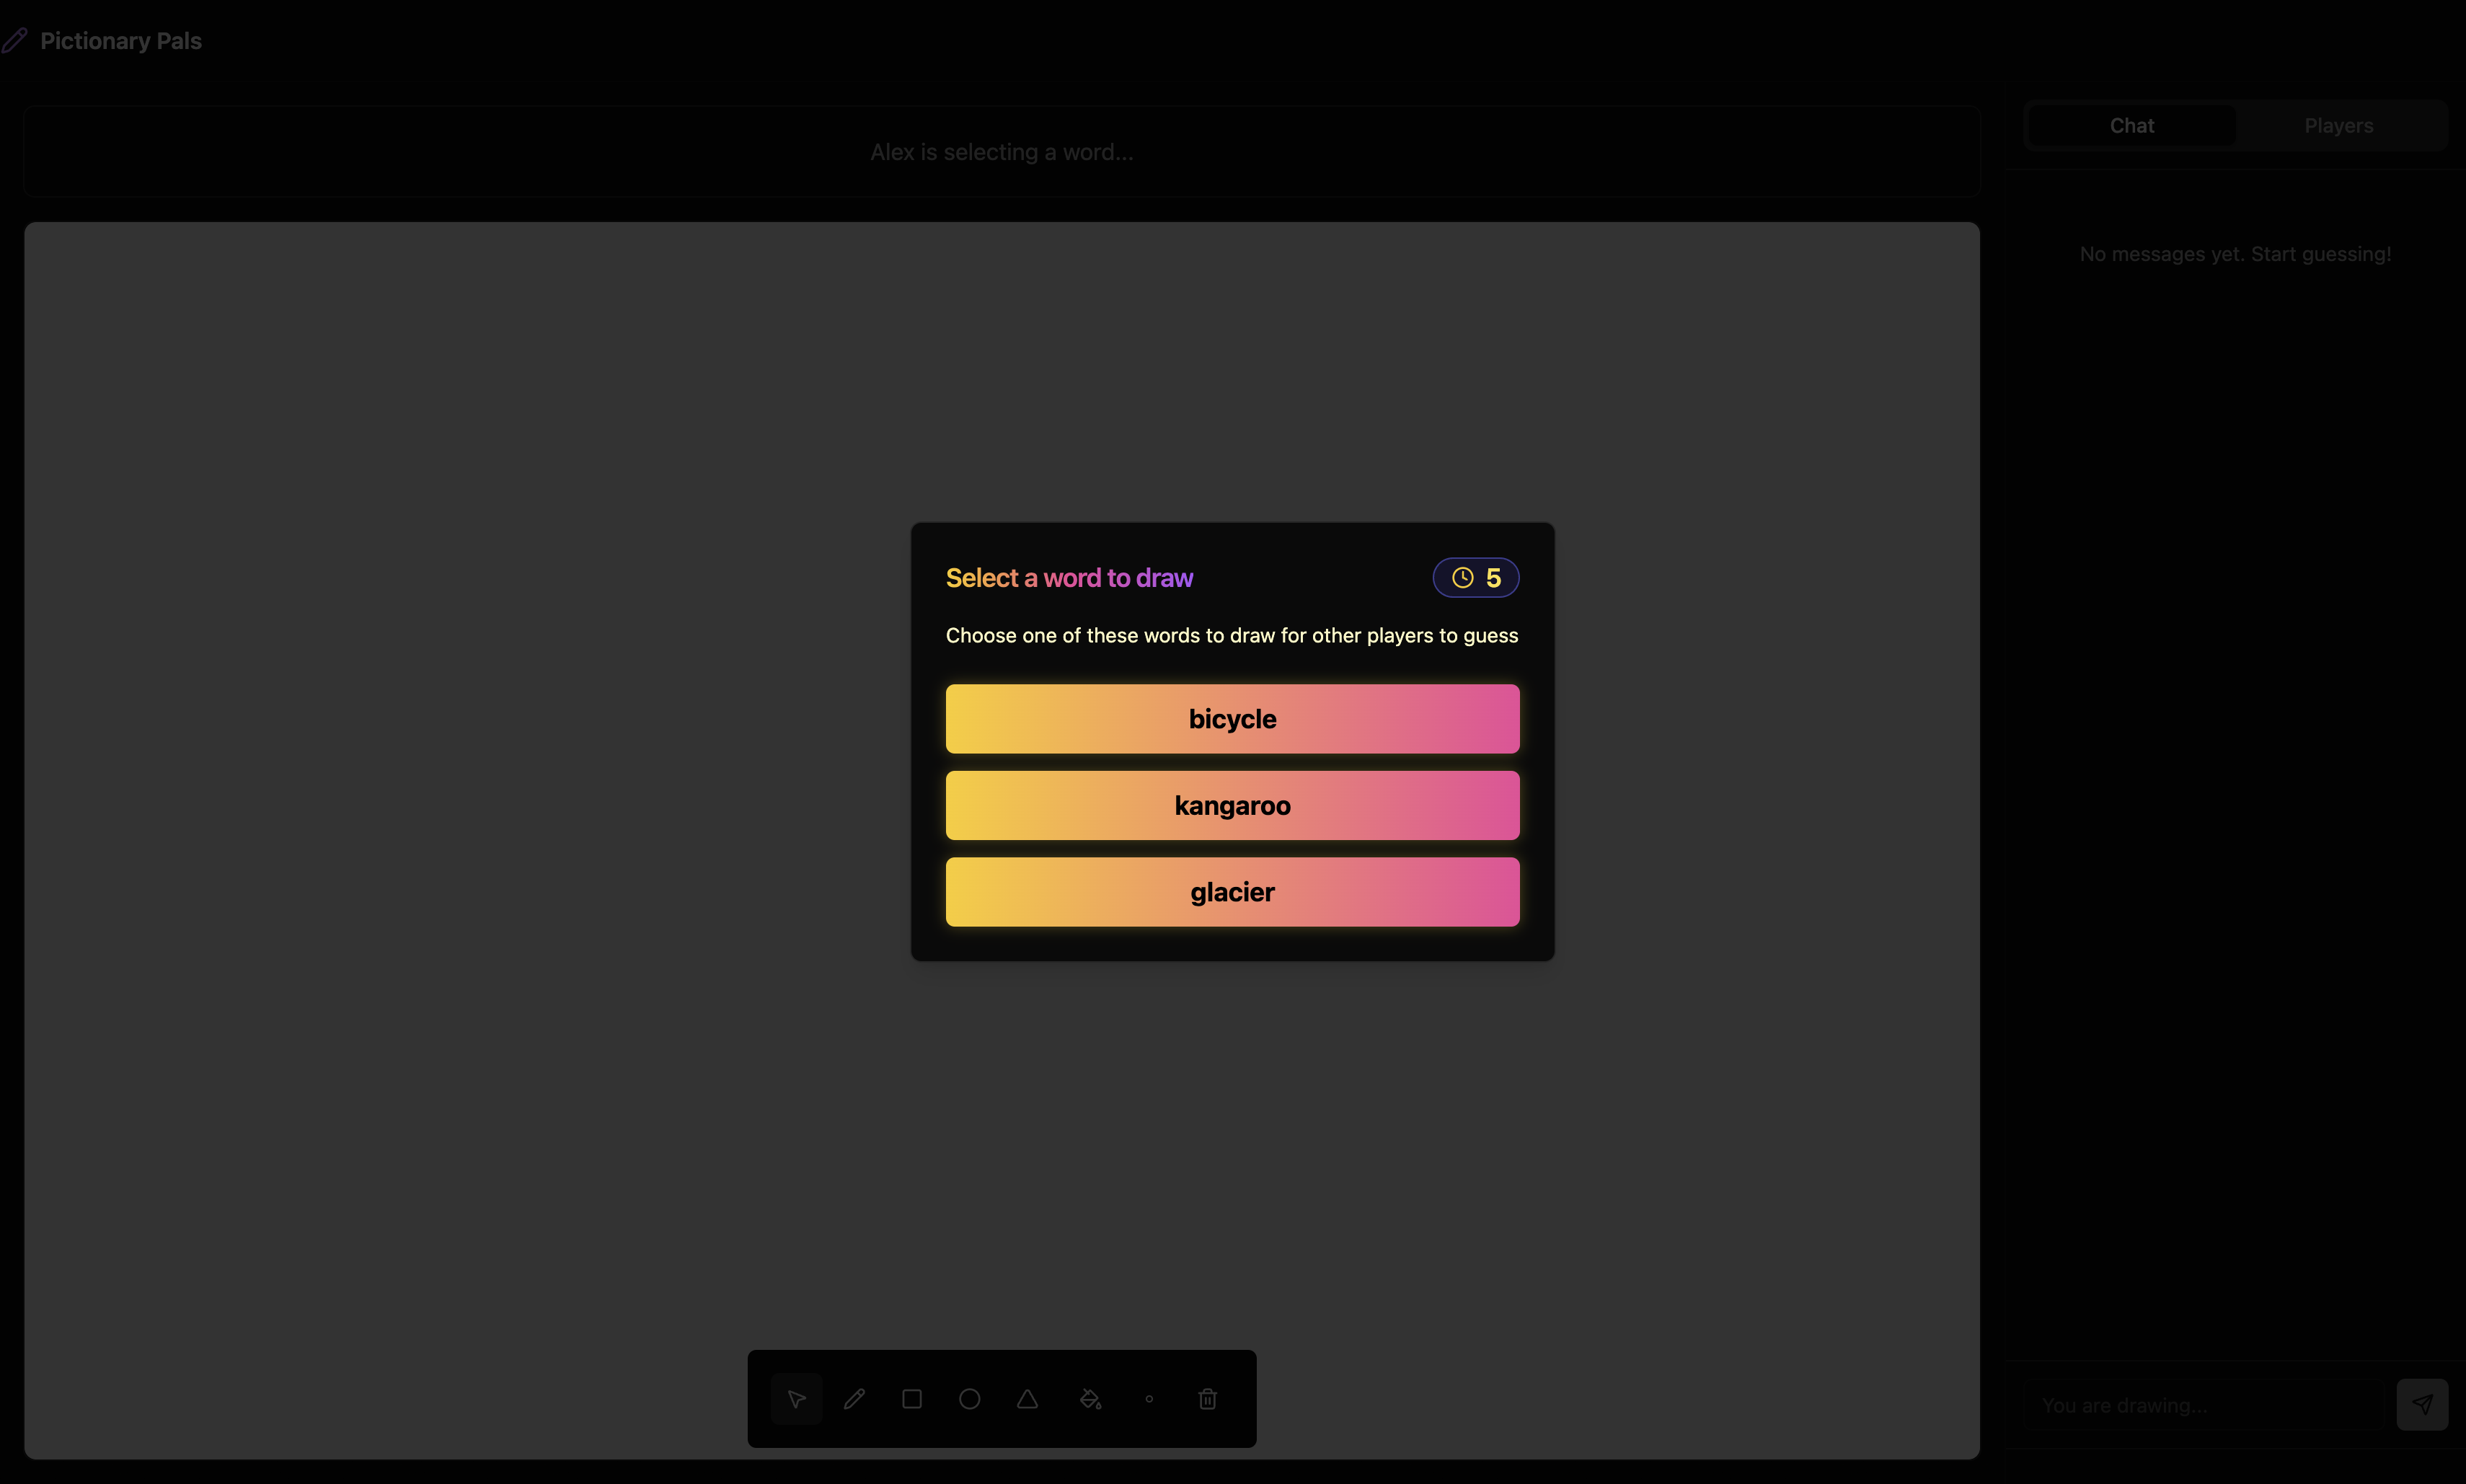 Pictionary Pals
Alex is selecting a word...
Chat
Players
No messages yet. Start guessing!
Select a word to draw
5
Choose one of these words to draw for other players to guess
bicycle
kangaroo
glacier
You are drawing...